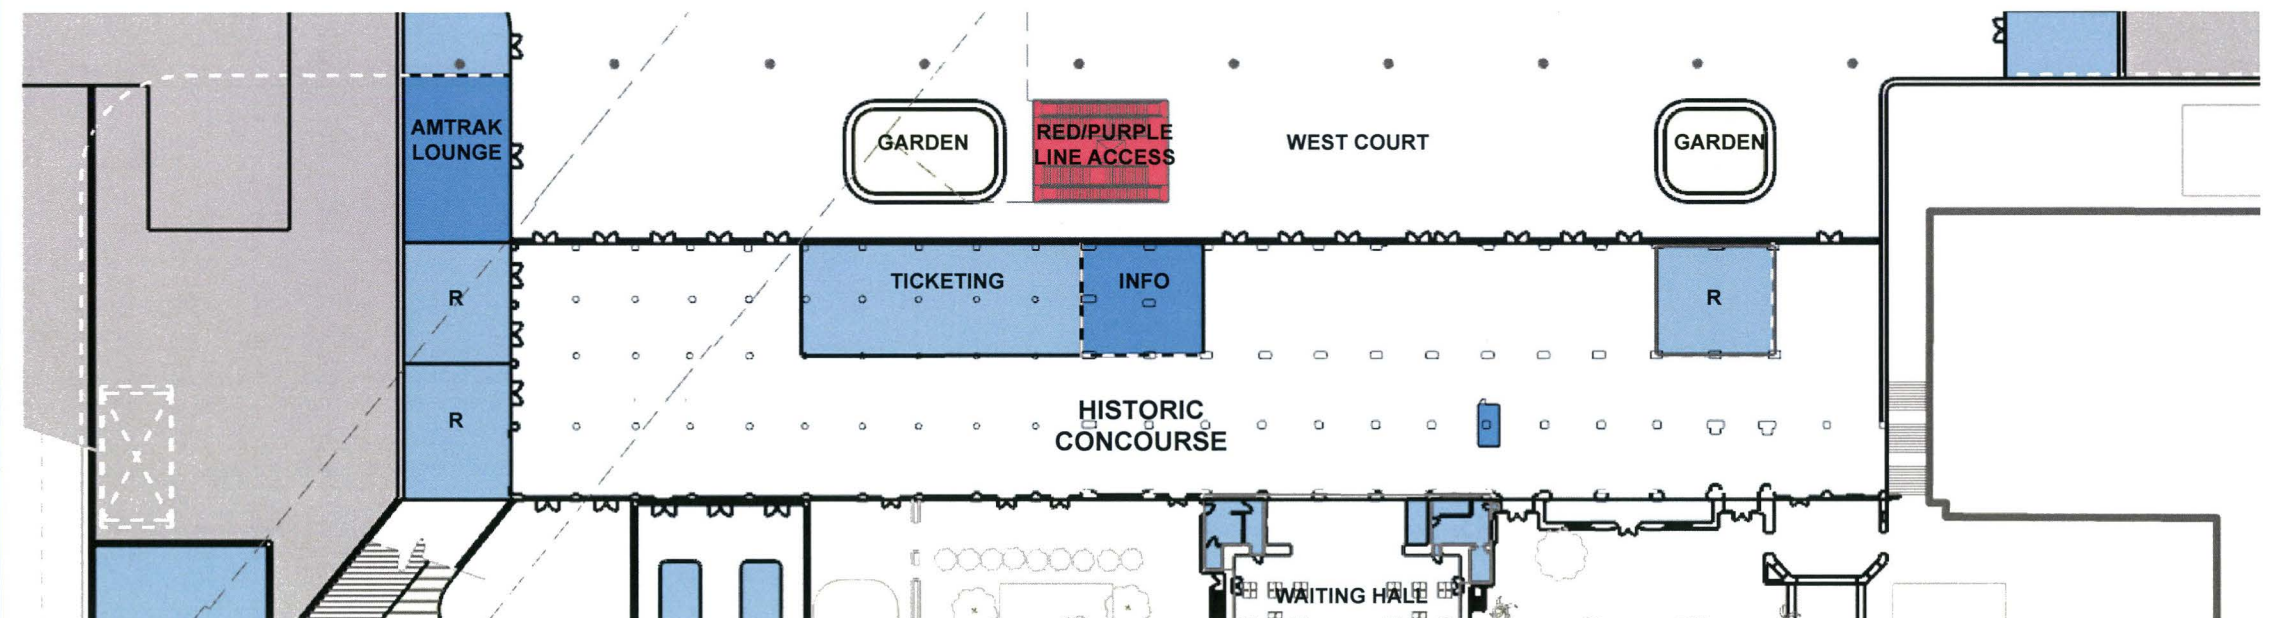 AMTRAK
LOUNGE
GARDEN
RED/PURPLE
LINE ACCESS
WEST COURT
GARDEN
R
TICKETING
INFO
R
R
HISTORIC
CONCOURSE
WAITING HALL